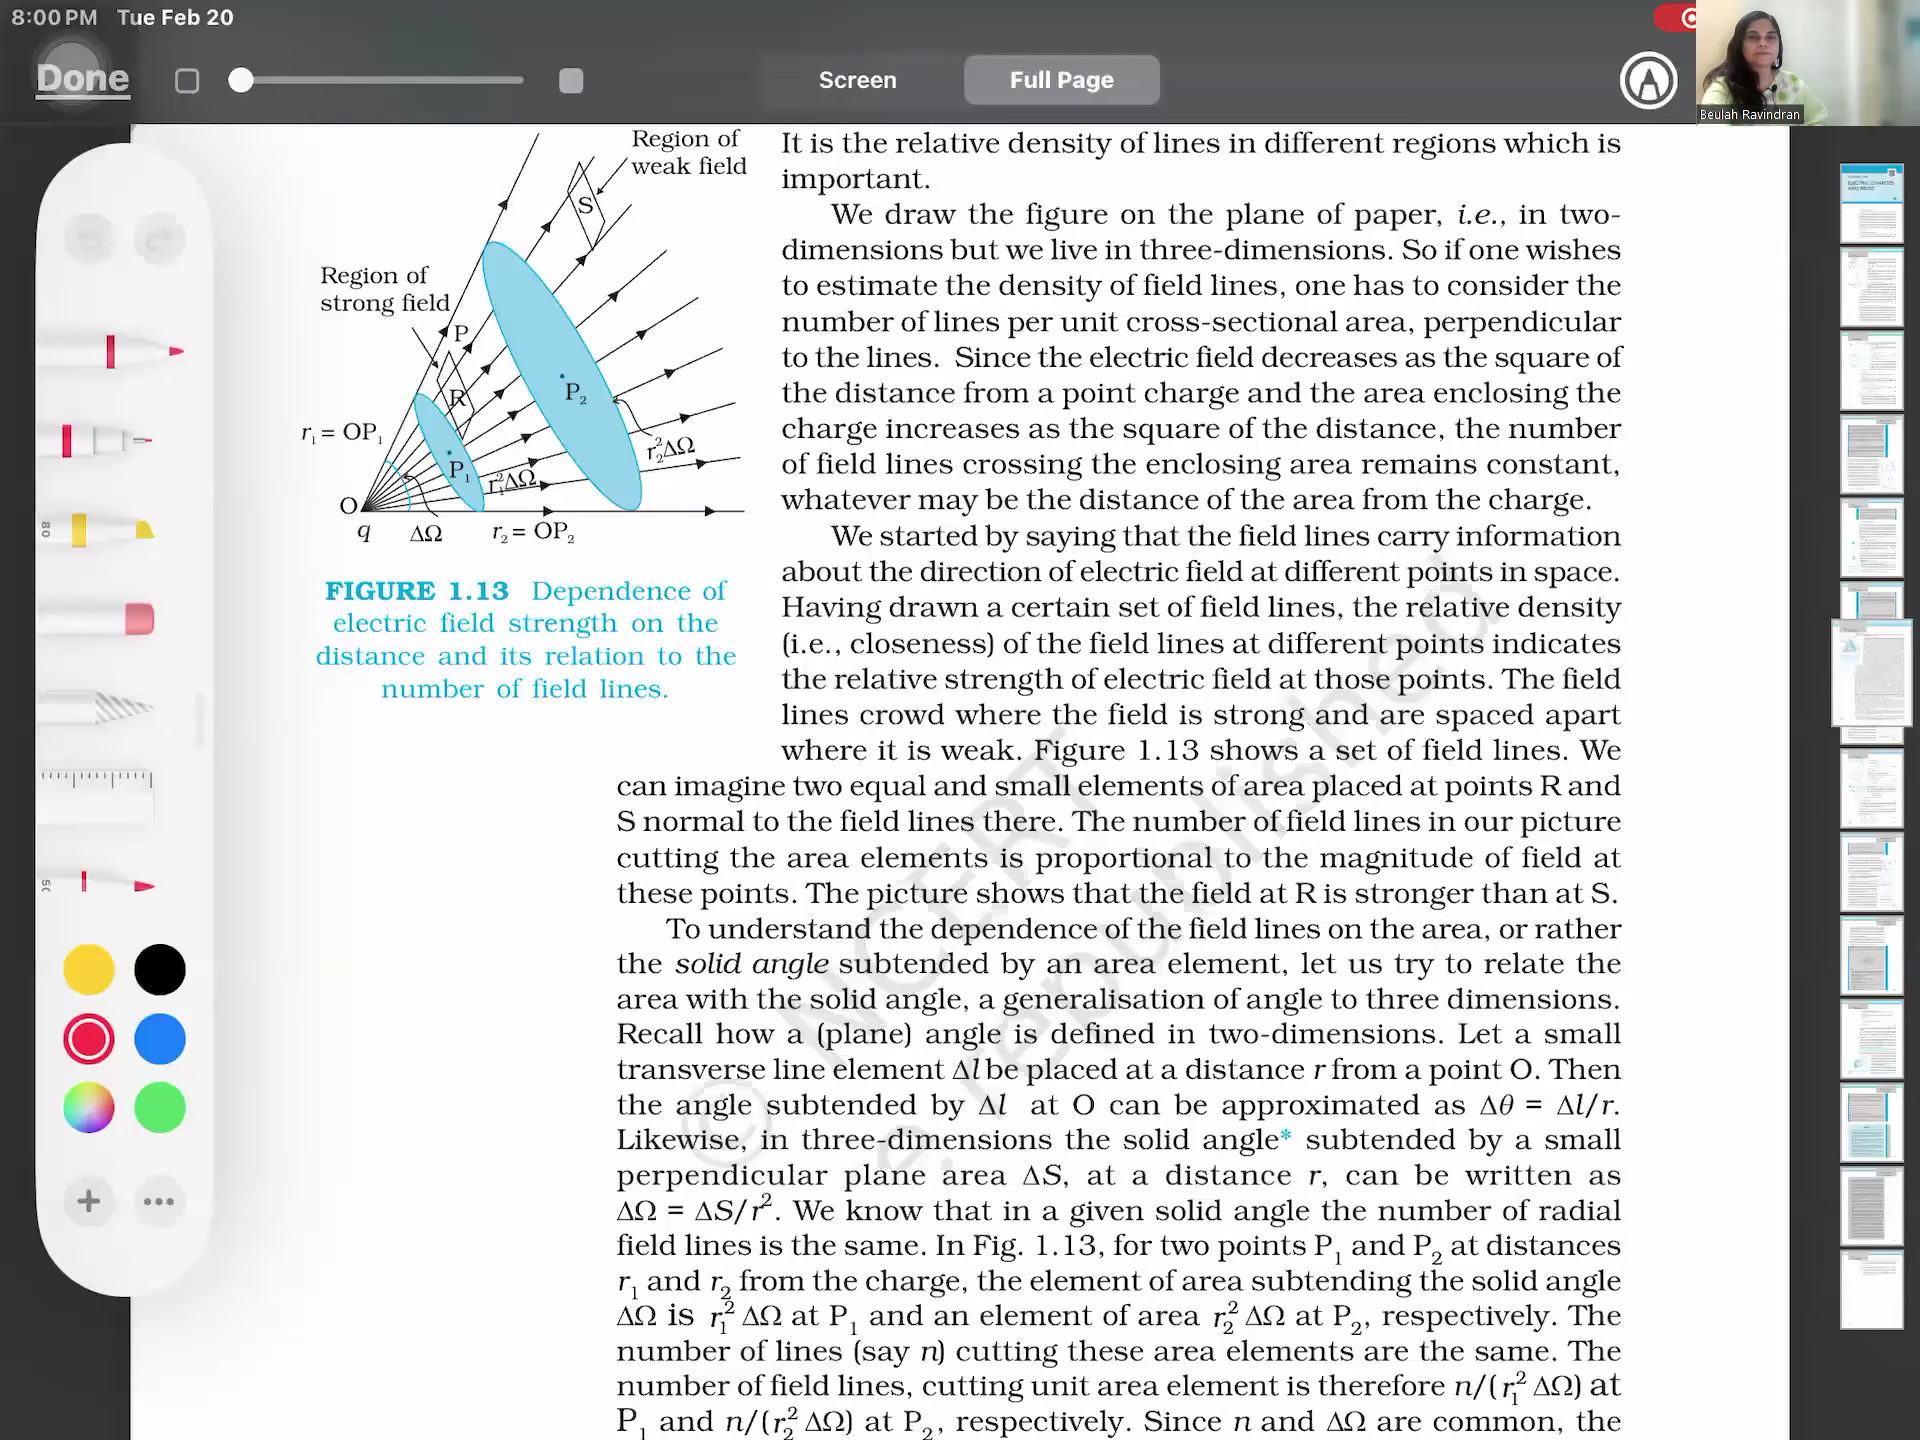 8:00 PM Tue Feb 20
Done
Screen
Full Page
Beulah Ravindran
Region of
weak field
S
Region of
strong field
P
R
P₂
r₁ = OP₁
P₁
r₁²ΔΩ
r₂²ΔΩ
O
q
ΔΩ
r₂ = OP₂
FIGURE 1.13 Dependence of
electric field strength on the
distance and its relation to the
number of field lines.
It is the relative density of lines in different regions which is
important.
We draw the figure on the plane of paper, i.e., in two-
dimensions but we live in three-dimensions. So if one wishes
to estimate the density of field lines, one has to consider the
number of lines per unit cross-sectional area, perpendicular
to the lines. Since the electric field decreases as the square of
the distance from a point charge and the area enclosing the
charge increases as the square of the distance, the number
of field lines crossing the enclosing area remains constant,
whatever may be the distance of the area from the charge.
We started by saying that the field lines carry information
about the direction of electric field at different points in space.
Having drawn a certain set of field lines, the relative density
(i.e., closeness) of the field lines at different points indicates
the relative strength of electric field at those points. The field
lines crowd where the field is strong and are spaced apart
where it is weak. Figure 1.13 shows a set of field lines. We
can imagine two equal and small elements of area placed at points R and
S normal to the field lines there. The number of field lines in our picture
cutting the area elements is proportional to the magnitude of field at
these points. The picture shows that the field at R is stronger than at S.
To understand the dependence of the field lines on the area, or rather
the solid angle subtended by an area element, let us try to relate the
area with the solid angle, a generalisation of angle to three dimensions.
Recall how a (plane) angle is defined in two-dimensions. Let a small
transverse line element Δl be placed at a distance r from a point O. Then
the angle subtended by Δl at O can be approximated as Δθ = Δl/r.
Likewise, in three-dimensions the solid angle* subtended by a small
perpendicular plane area ΔS, at a distance r, can be written as
ΔΩ = ΔS/r². We know that in a given solid angle the number of radial
field lines is the same. In Fig. 1.13, for two points P₁ and P₂ at distances
r₁ and r₂ from the charge, the element of area subtending the solid angle
ΔΩ is r₁² ΔΩ at P₁ and an element of area r₂² ΔΩ at P₂, respectively. The
number of lines (say n) cutting these area elements are the same. The
number of field lines, cutting unit area element is therefore n/(r₁² ΔΩ) at
P₁ and n/(r₂² ΔΩ) at P₂, respectively. Since n and ΔΩ are common, the
80
© NCERT
republished